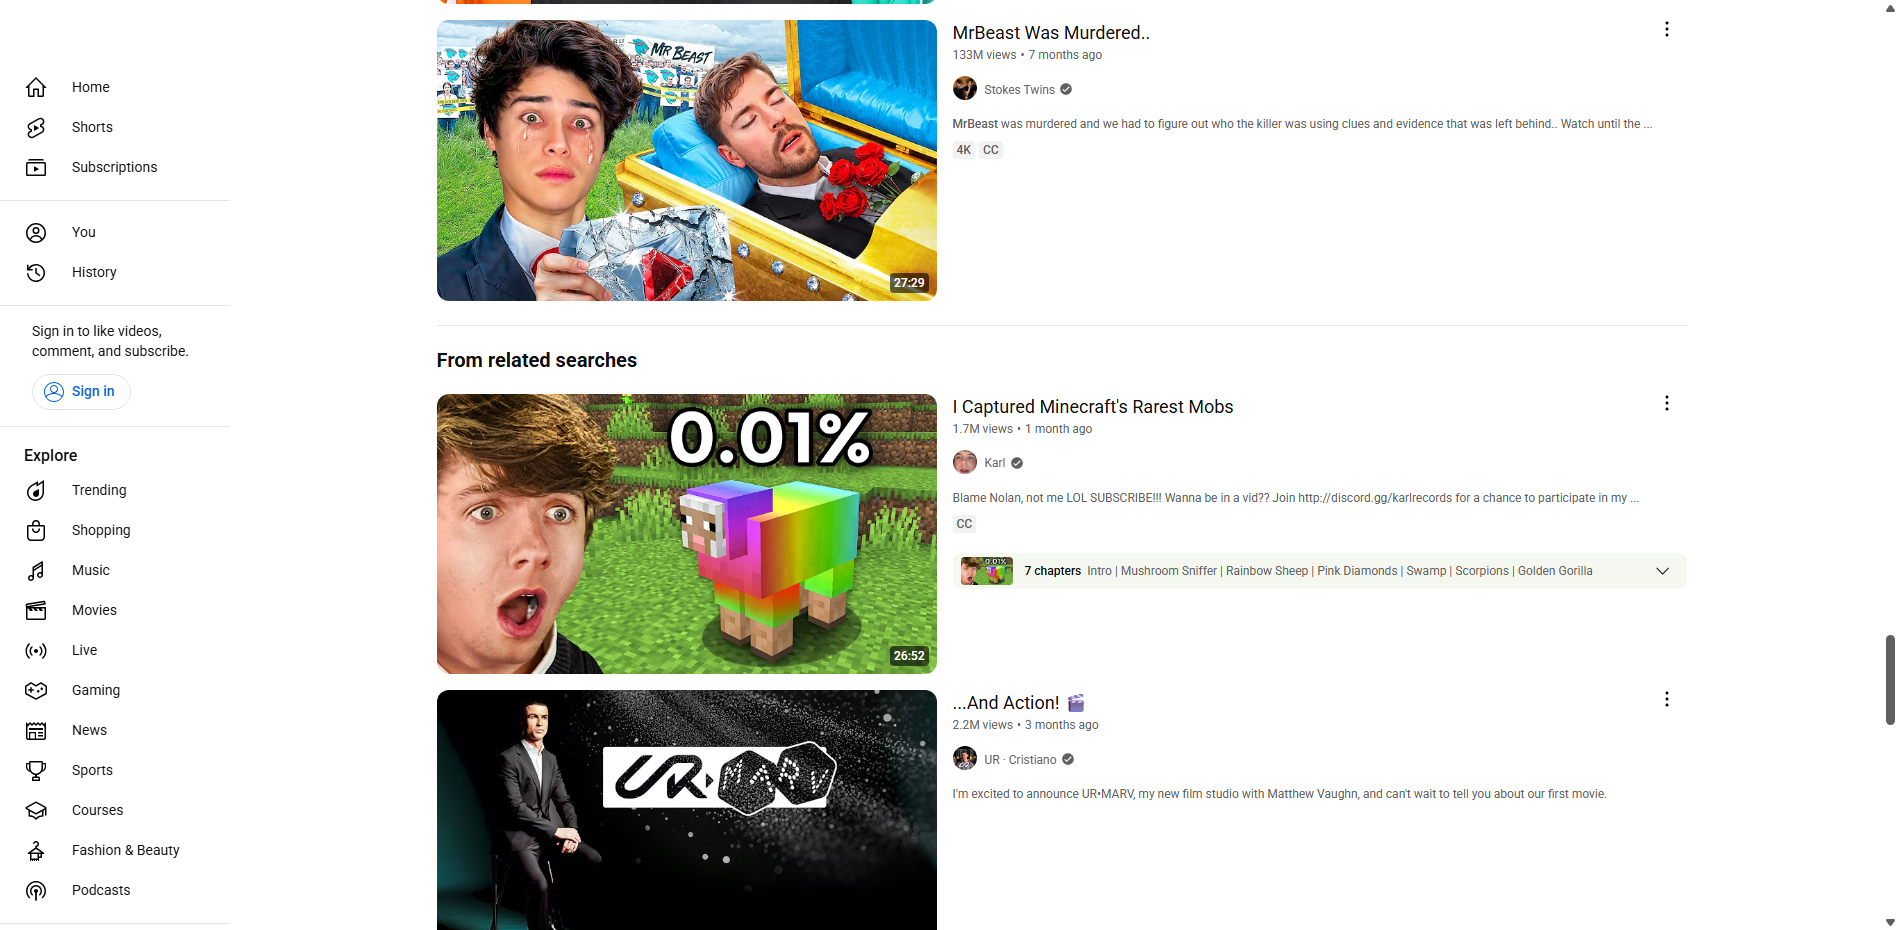 Home
Shorts
Subscriptions
You
History
Sign in to like videos,
comment, and subscribe.
Sign in
Explore
Trending
Shopping
Music
Movies
Live
Gaming
News
Sports
Courses
Fashion & Beauty
Podcasts
MR BEAST
27:29
MrBeast Was Murdered..
133M views • 7 months ago
Stokes Twins
MrBeast was murdered and we had to figure out who the killer was using clues and evidence that was left behind.. Watch until the ...
4K CC
From related searches
0.01%
26:52
I Captured Minecraft's Rarest Mobs
1.7M views • 1 month ago
Karl
Blame Nolan, not me LOL SUBSCRIBE!!! Wanna be in a vid?? Join http://discord.gg/karlrecords for a chance to participate in my ...
CC
0.01%
7 chapters Intro | Mushroom Sniffer | Rainbow Sheep | Pink Diamonds | Swamp | Scorpions | Golden Gorilla
UR•MARV
...And Action! 🎬
2.2M views • 3 months ago
UR · Cristiano
I'm excited to announce UR•MARV, my new film studio with Matthew Vaughn, and can't wait to tell you about our first movie.